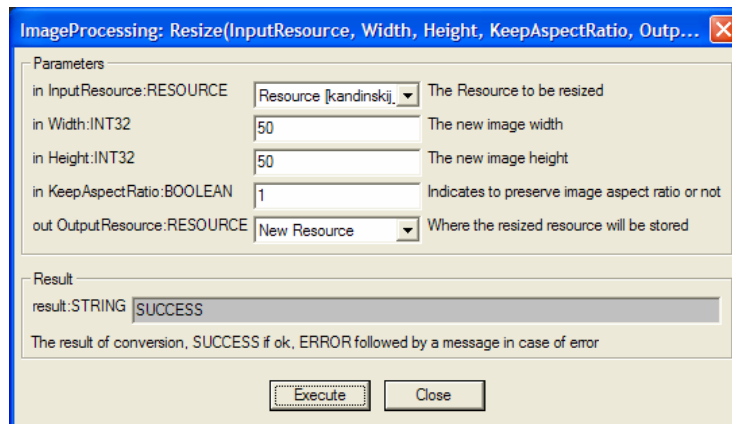 ImageProcessing: Resize(InputResource, Width, Height, KeepAspectRatio, Outp...
Parameters
in InputResource:RESOURCE Resource [kandinskij_ The Resource to be resized
in Width:INT32 50 The new image width
in Height:INT32 50 The new image height
in KeepAspectRatio:BOOLEAN 1 Indicates to preserve image aspect ratio or not
out OutputResource:RESOURCE New Resource Where the resized resource will be stored
Result
result:STRING SUCCESS
The result of conversion, SUCCESS if ok, ERROR followed by a message in case of error
Execute Close